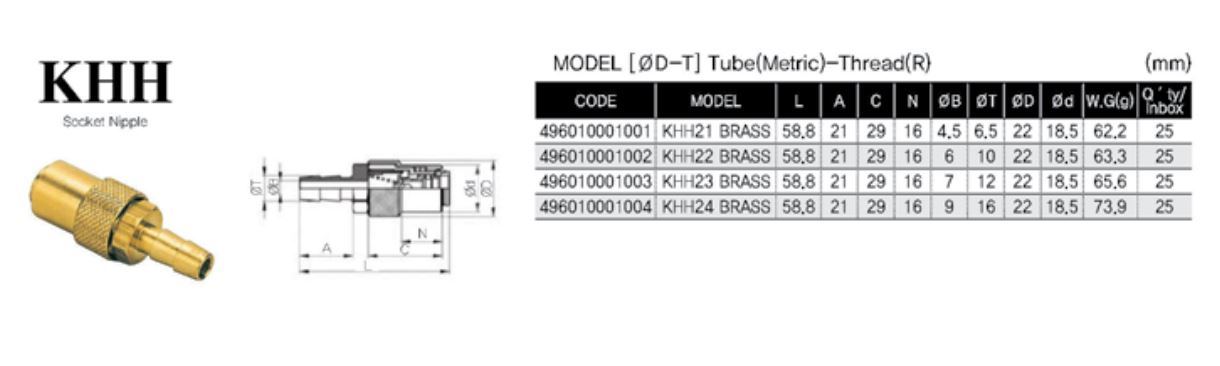 KHH
Socket Nipple
MODEL [ØD-T] Tube(Metric)-Thread(R) (mm)
CODE MODEL L A C N ØB ØT ØD Ød W.G(g) Q´ty/Inbox
496010001001 KHH21 BRASS 58.8 21 29 16 4.5 6.5 22 18.5 62.2 25
496010001002 KHH22 BRASS 58.8 21 29 16 6 10 22 18.5 63.3 25
496010001003 KHH23 BRASS 58.8 21 29 16 7 12 22 18.5 65.6 25
496010001004 KHH24 BRASS 58.8 21 29 16 9 16 22 18.5 73.9 25
ØT ØB Ød ØD
N
A C
L